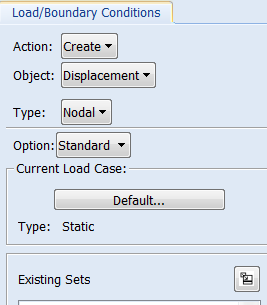 Load/Boundary Conditions
Action: Create
Object: Displacement
Type: Nodal
Option: Standard
Current Load Case:
Default...
Type: Static
Existing Sets